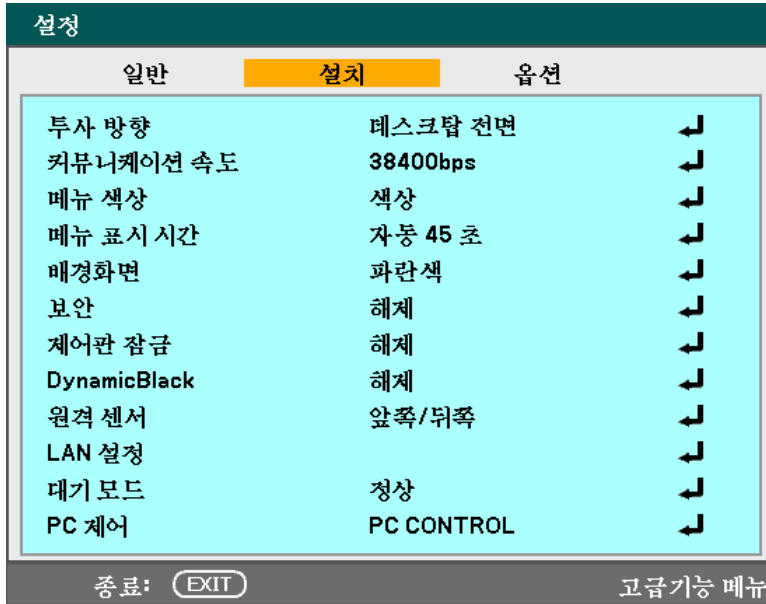 설정
일반 설치 옵션
투사 방향 데스크탑 전면
커뮤니케이션 속도 38400bps
메뉴 색상 색상
메뉴 표시 시간 자동 45 초
배경화면 파란색
보안 해제
제어판 잠금 해제
DynamicBlack 해제
원격 센서 앞쪽/뒤쪽
LAN 설정
대기 모드 정상
PC 제어 PC CONTROL
종료: EXIT 고급기능 메뉴